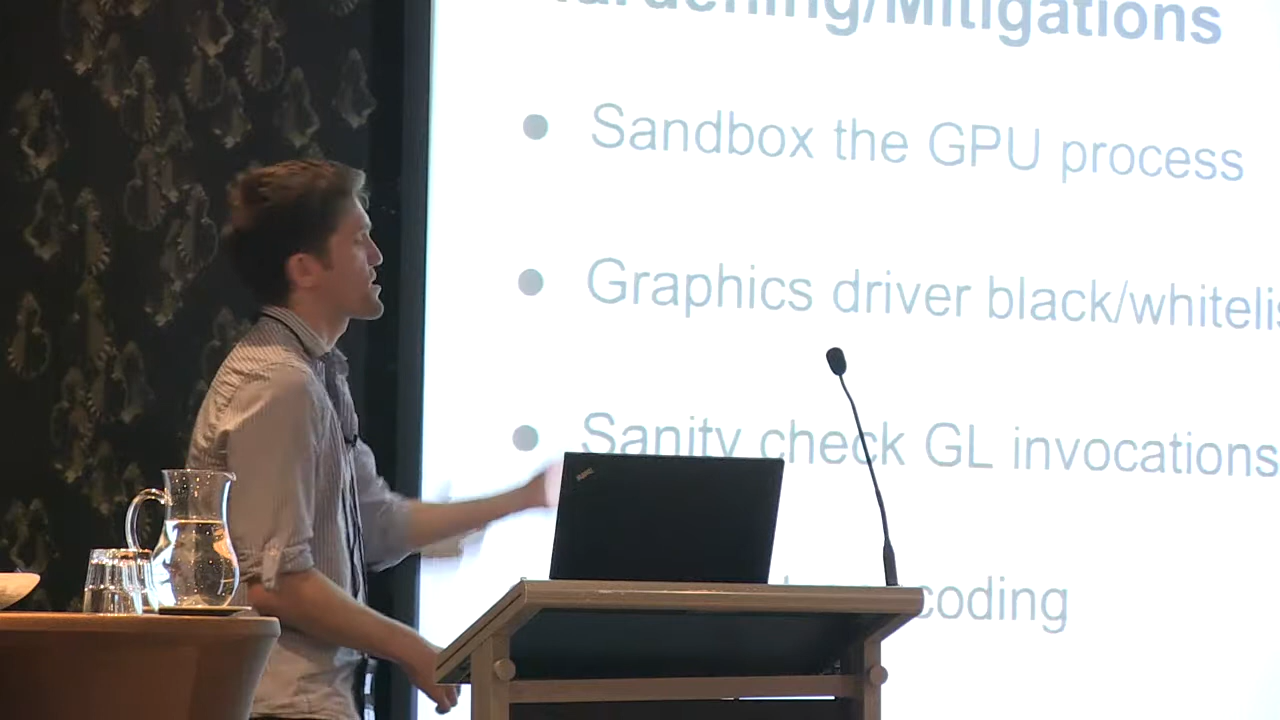 Hardening/Mitigations
Sandbox the GPU process
Graphics driver black/whitelis
Sanity check GL invocations
coding